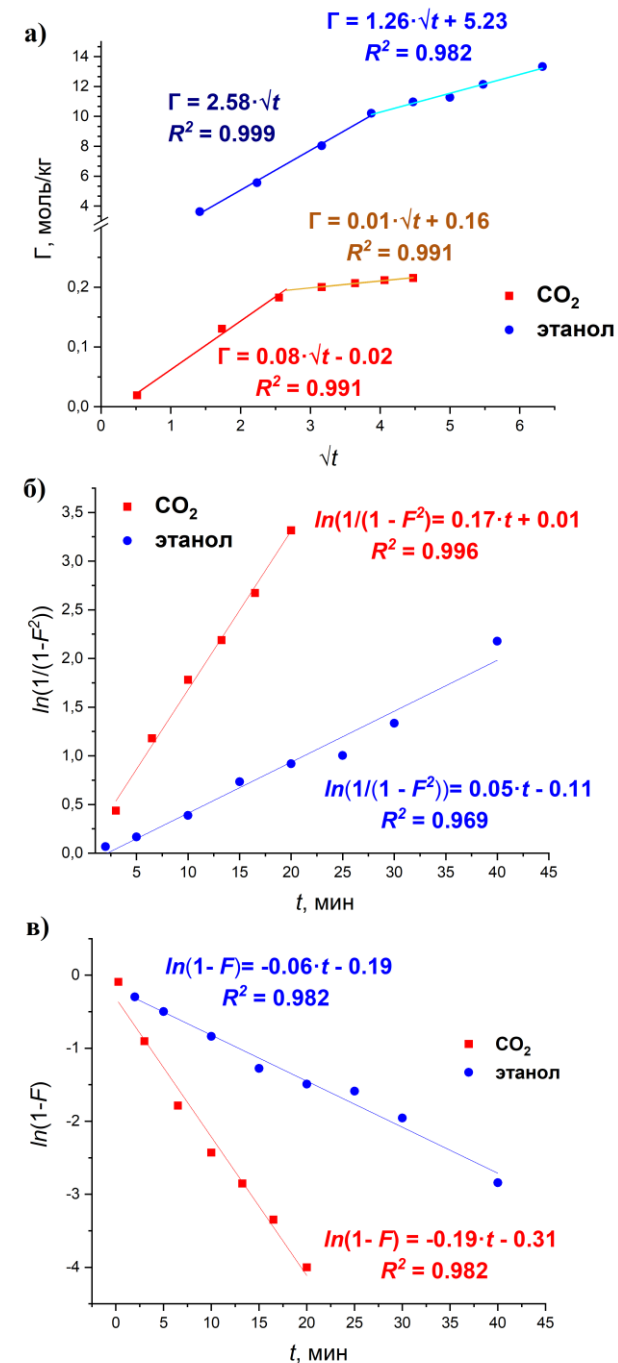 а)
Γ = 1.26·√t + 5.23
R² = 0.982
Γ = 2.58·√t
R² = 0.999
Γ = 0.01·√t + 0.16
R² = 0.991
Γ = 0.08·√t - 0.02
R² = 0.991
CO₂
этанол
Γ, моль/кг
14
12
10
8
6
4
0,2
0,1
0,0
0 1 2 3 4 5 6
√t
б)
CO₂
этанол
ln(1/(1 - F²)= 0.17·t + 0.01
R² = 0.996
ln(1/(1 - F²))= 0.05·t - 0.11
R² = 0.969
ln(1/(1-F²))
3,5
3,0
2,5
2,0
1,5
1,0
0,5
0,0
5 10 15 20 25 30 35 40 45
t, мин
в)
ln(1- F)= -0.06·t - 0.19
R² = 0.982
CO₂
этанол
ln(1- F) = -0.19·t - 0.31
R² = 0.982
ln(1-F)
0
-1
-2
-3
-4
0 5 10 15 20 25 30 35 40 45
t, мин